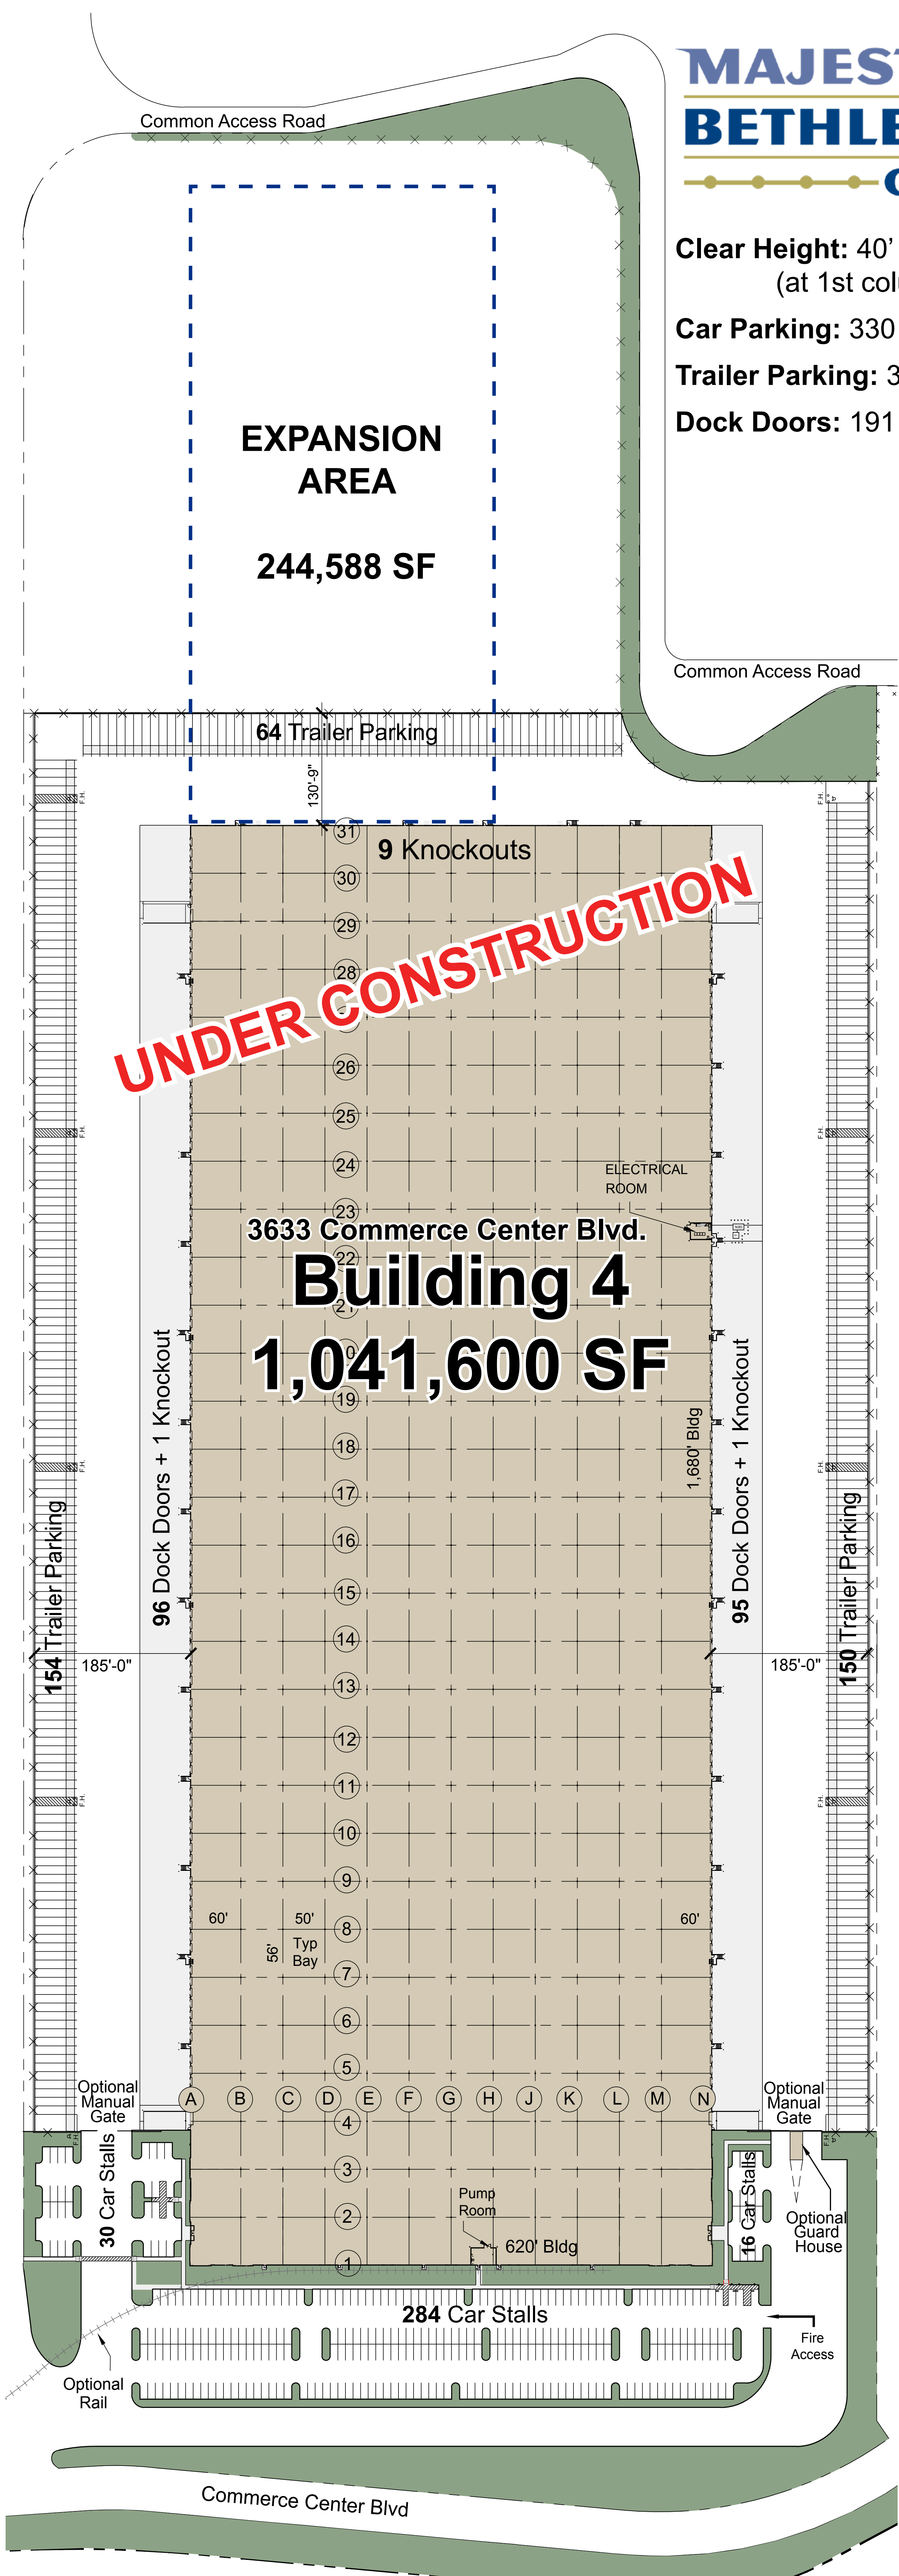 Common Access Road
MAJES
BETHLE
Clear Height: 40’
(at 1st col
Car Parking: 330
Trailer Parking: 3
Dock Doors: 191
EXPANSION
AREA
244,588 SF
Common Access Road
64 Trailer Parking
130'-9"
F.H.
F.H.
31
9 Knockouts
30
29
UNDER CONSTRUCTION
28
26
25
F.H.
F.H.
24
ELECTRICAL
ROOM
23
3633 Commerce Center Blvd.
22
Building 4
21
1,041,600 SF
19
96 Dock Doors + 1 Knockout
1,680' Bldg
95 Dock Doors + 1 Knockout
18
F.H.
F.H.
17
16
15
154 Trailer Parking
150 Trailer Parking
14
185'-0"
185'-0"
13
12
11
F.H.
F.H.
10
9
60'
50'
8
60'
56'
Typ
Bay
7
6
5
Optional
Manual
Gate
A B C D E F G H J K L M N
Optional
Manual
Gate
4
F.H.
F.H.
30 Car Stalls
3
16 Car Stalls
Pump
Room
2
Optional
Guard
House
620' Bldg
1
284 Car Stalls
Fire
Access
Optional
Rail
Commerce Center Blvd